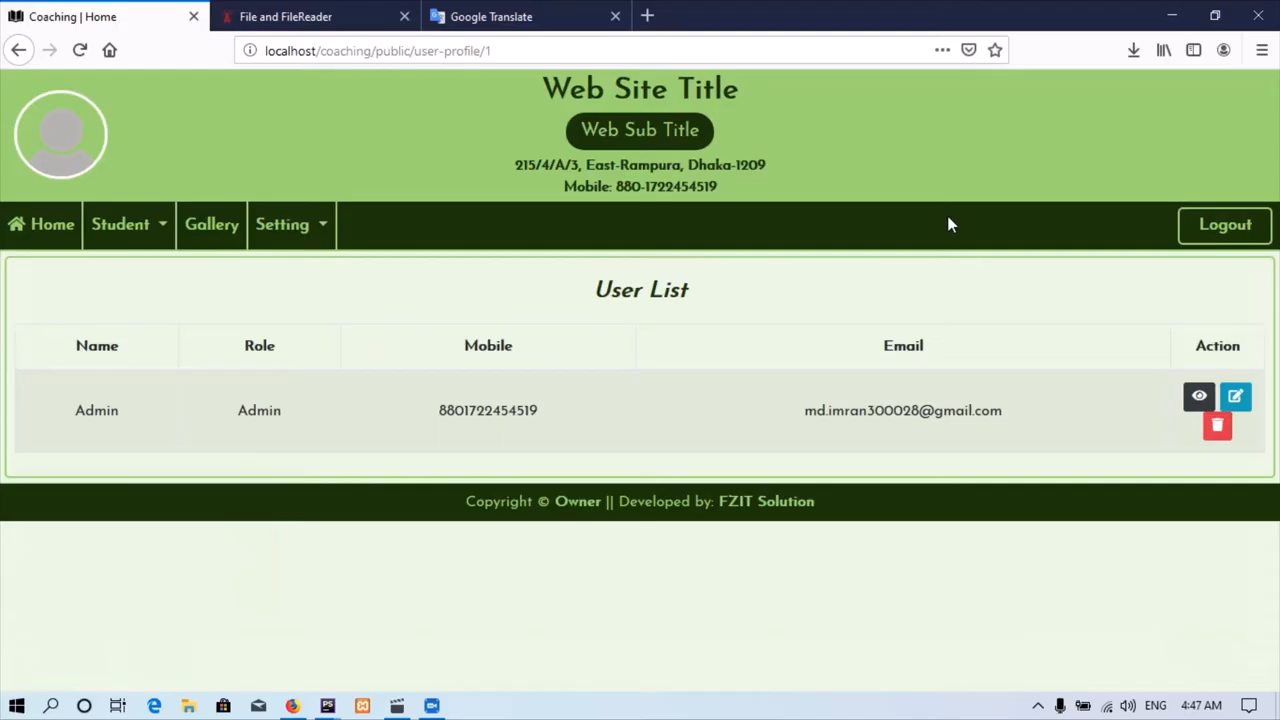 Coaching | Home
File and FileReader
Google Translate
localhost/coaching/public/user-profile/1
Web Site Title
Web Sub Title
215/4/A/3, East-Rampura, Dhaka-1209
Mobile: 880-1722454519
Home
Student
Gallery
Setting
Logout
User List
Name Role Mobile Email Action
Admin Admin 8801722454519 md.imran300028@gmail.com
Copyright © Owner || Developed by: FZIT Solution
ENG 4:47 AM